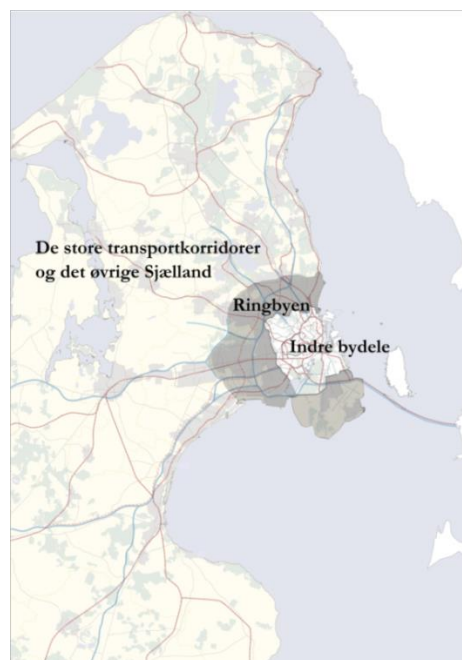 De store transportkorridorer
og det øvrige Sjælland
Ringbyen
Indre bydele